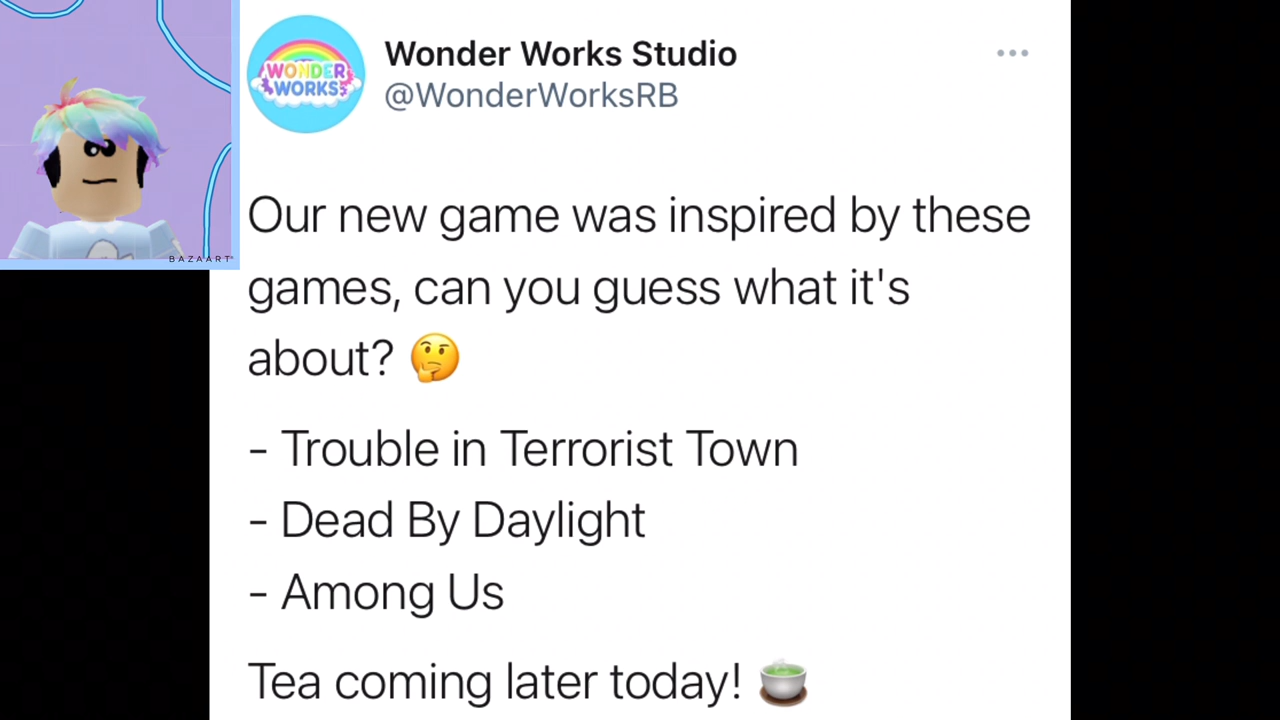 WONDER
WORKS
Wonder Works Studio
@WonderWorksRB
Our new game was inspired by these
games, can you guess what it's
about? 🤔
- Trouble in Terrorist Town
- Dead By Daylight
- Among Us
Tea coming later today! 🍵
BAZAART